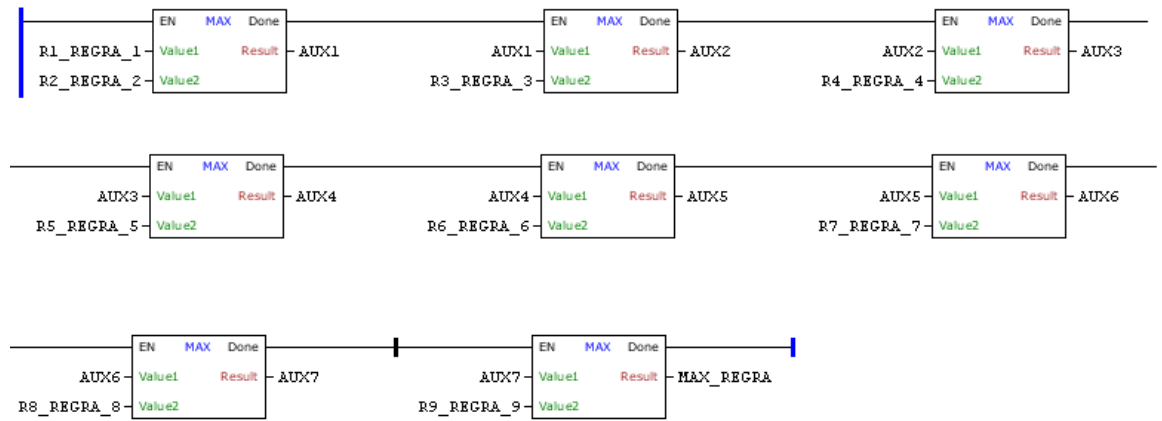 EN MAX Done EN MAX Done EN MAX Done
R1_REGRA_1 Value1 Result AUX1 AUX1 Value1 Result AUX2 AUX2 Value1 Result AUX3
R2_REGRA_2 Value2 R3_REGRA_3 Value2 R4_REGRA_4 Value2
EN MAX Done EN MAX Done EN MAX Done
AUX3 Value1 Result AUX4 AUX4 Value1 Result AUX5 AUX5 Value1 Result AUX6
R5_REGRA_5 Value2 R6_REGRA_6 Value2 R7_REGRA_7 Value2
EN MAX Done EN MAX Done
AUX6 Value1 Result AUX7 AUX7 Value1 Result MAX_REGRA
R8_REGRA_8 Value2 R9_REGRA_9 Value2